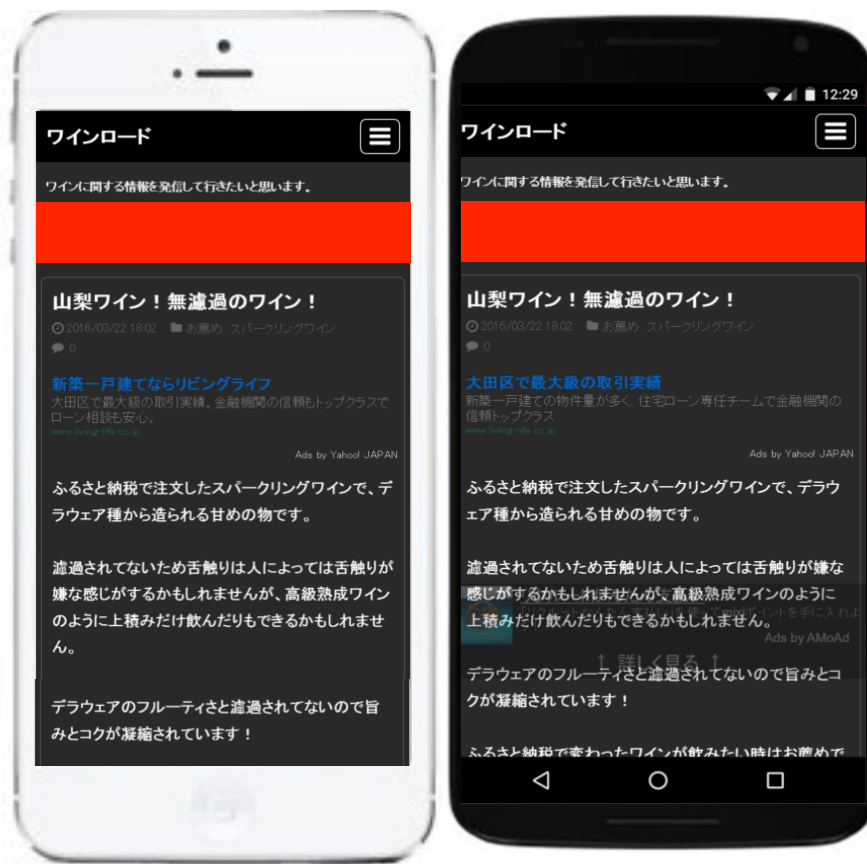 ワインロード
ワインに関する情報を発信して行きたいと思います。
山梨ワイン！無濾過のワイン！
2016/03/22 18:02 お薦め スパークリングワイン
0
新築一戸建てならリビングライフ
大田区で最大級の取引実績。金融機関の信頼もトップクラスで
ローン相談も安心。
www.living-life.co.jp
Ads by Yahoo! JAPAN
ふるさと納税で注文したスパークリングワインで、デ
ラウェア種から造られる甘めの物です。
濾過されてないため舌触りは人によっては舌触りが
嫌な感じがするかもしれませんが、高級熟成ワイン
のように上積みだけ飲んだりもできるかもしれませ
ん。
デラウェアのフルーティさと濾過されてないので旨
みとコクが凝縮されています！
12:29
ワインロード
ワインに関する情報を発信して行きたいと思います。
山梨ワイン！無濾過のワイン！
2016/03/22 18:02 お薦め スパークリングワイン
0
大田区で最大級の取引実績
新築一戸建ての物件量が多く、住宅ローン専任チームで金融機関の
信頼トップクラス
www.living-life.co.jp
Ads by Yahoo! JAPAN
ふるさと納税で注文したスパークリングワインで、デラウ
ェア種から造られる甘めの物です。
濾過されてないため舌触りは人によっては舌触りが嫌な
感じがするかもしれませんが、高級熟成ワインのように
上積みだけ飲んだりもできるかもしれません。
Ads by AMoAd
↑ 詳しく見る ↑
デラウェアのフルーティさと濾過されてないので旨みとコ
クが凝縮されています！
ふるさと納税で変わったワインが飲みたい時はお薦めで